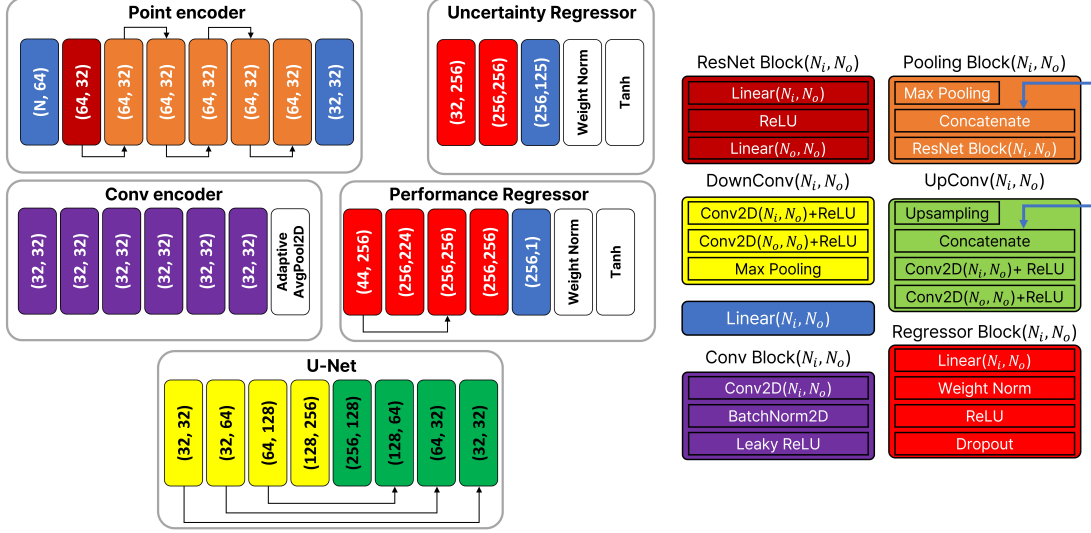 Point encoder
(N, 64)
(64, 32)
(64, 32)
(64, 32)
(64, 32)
(64, 32)
(64, 32)
(32, 32)
Uncertainty Regressor
(32, 256)
(256,256)
(256,125)
Weight Norm
Tanh
Conv encoder
(32, 32)
(32, 32)
(32, 32)
(32, 32)
(32, 32)
(32, 32)
Adaptive
AvgPool2D
Performance Regressor
(44, 256)
(256,224)
(256,256)
(256,256)
(256,1)
Weight Norm
Tanh
U-Net
(32, 32)
(32, 64)
(64, 128)
(128, 256)
(256, 128)
(128, 64)
(64, 32)
(32, 32)
ResNet Block(Nᵢ, Nₒ)
Linear(Nᵢ, Nₒ)
ReLU
Linear(Nₒ, Nₒ)
Pooling Block(Nᵢ, Nₒ)
Max Pooling
Concatenate
ResNet Block(Nᵢ, Nₒ)
DownConv(Nᵢ, Nₒ)
Conv2D(Nᵢ, Nₒ)+ReLU
Conv2D(Nₒ, Nₒ)+ReLU
Max Pooling
UpConv(Nᵢ, Nₒ)
Upsampling
Concatenate
Conv2D(Nᵢ, Nₒ)+ ReLU
Conv2D(Nₒ, Nₒ)+ReLU
Linear(Nᵢ, Nₒ)
Conv Block(Nᵢ, Nₒ)
Conv2D(Nᵢ, Nₒ)
BatchNorm2D
Leaky ReLU
Regressor Block(Nᵢ, Nₒ)
Linear(Nᵢ, Nₒ)
Weight Norm
ReLU
Dropout